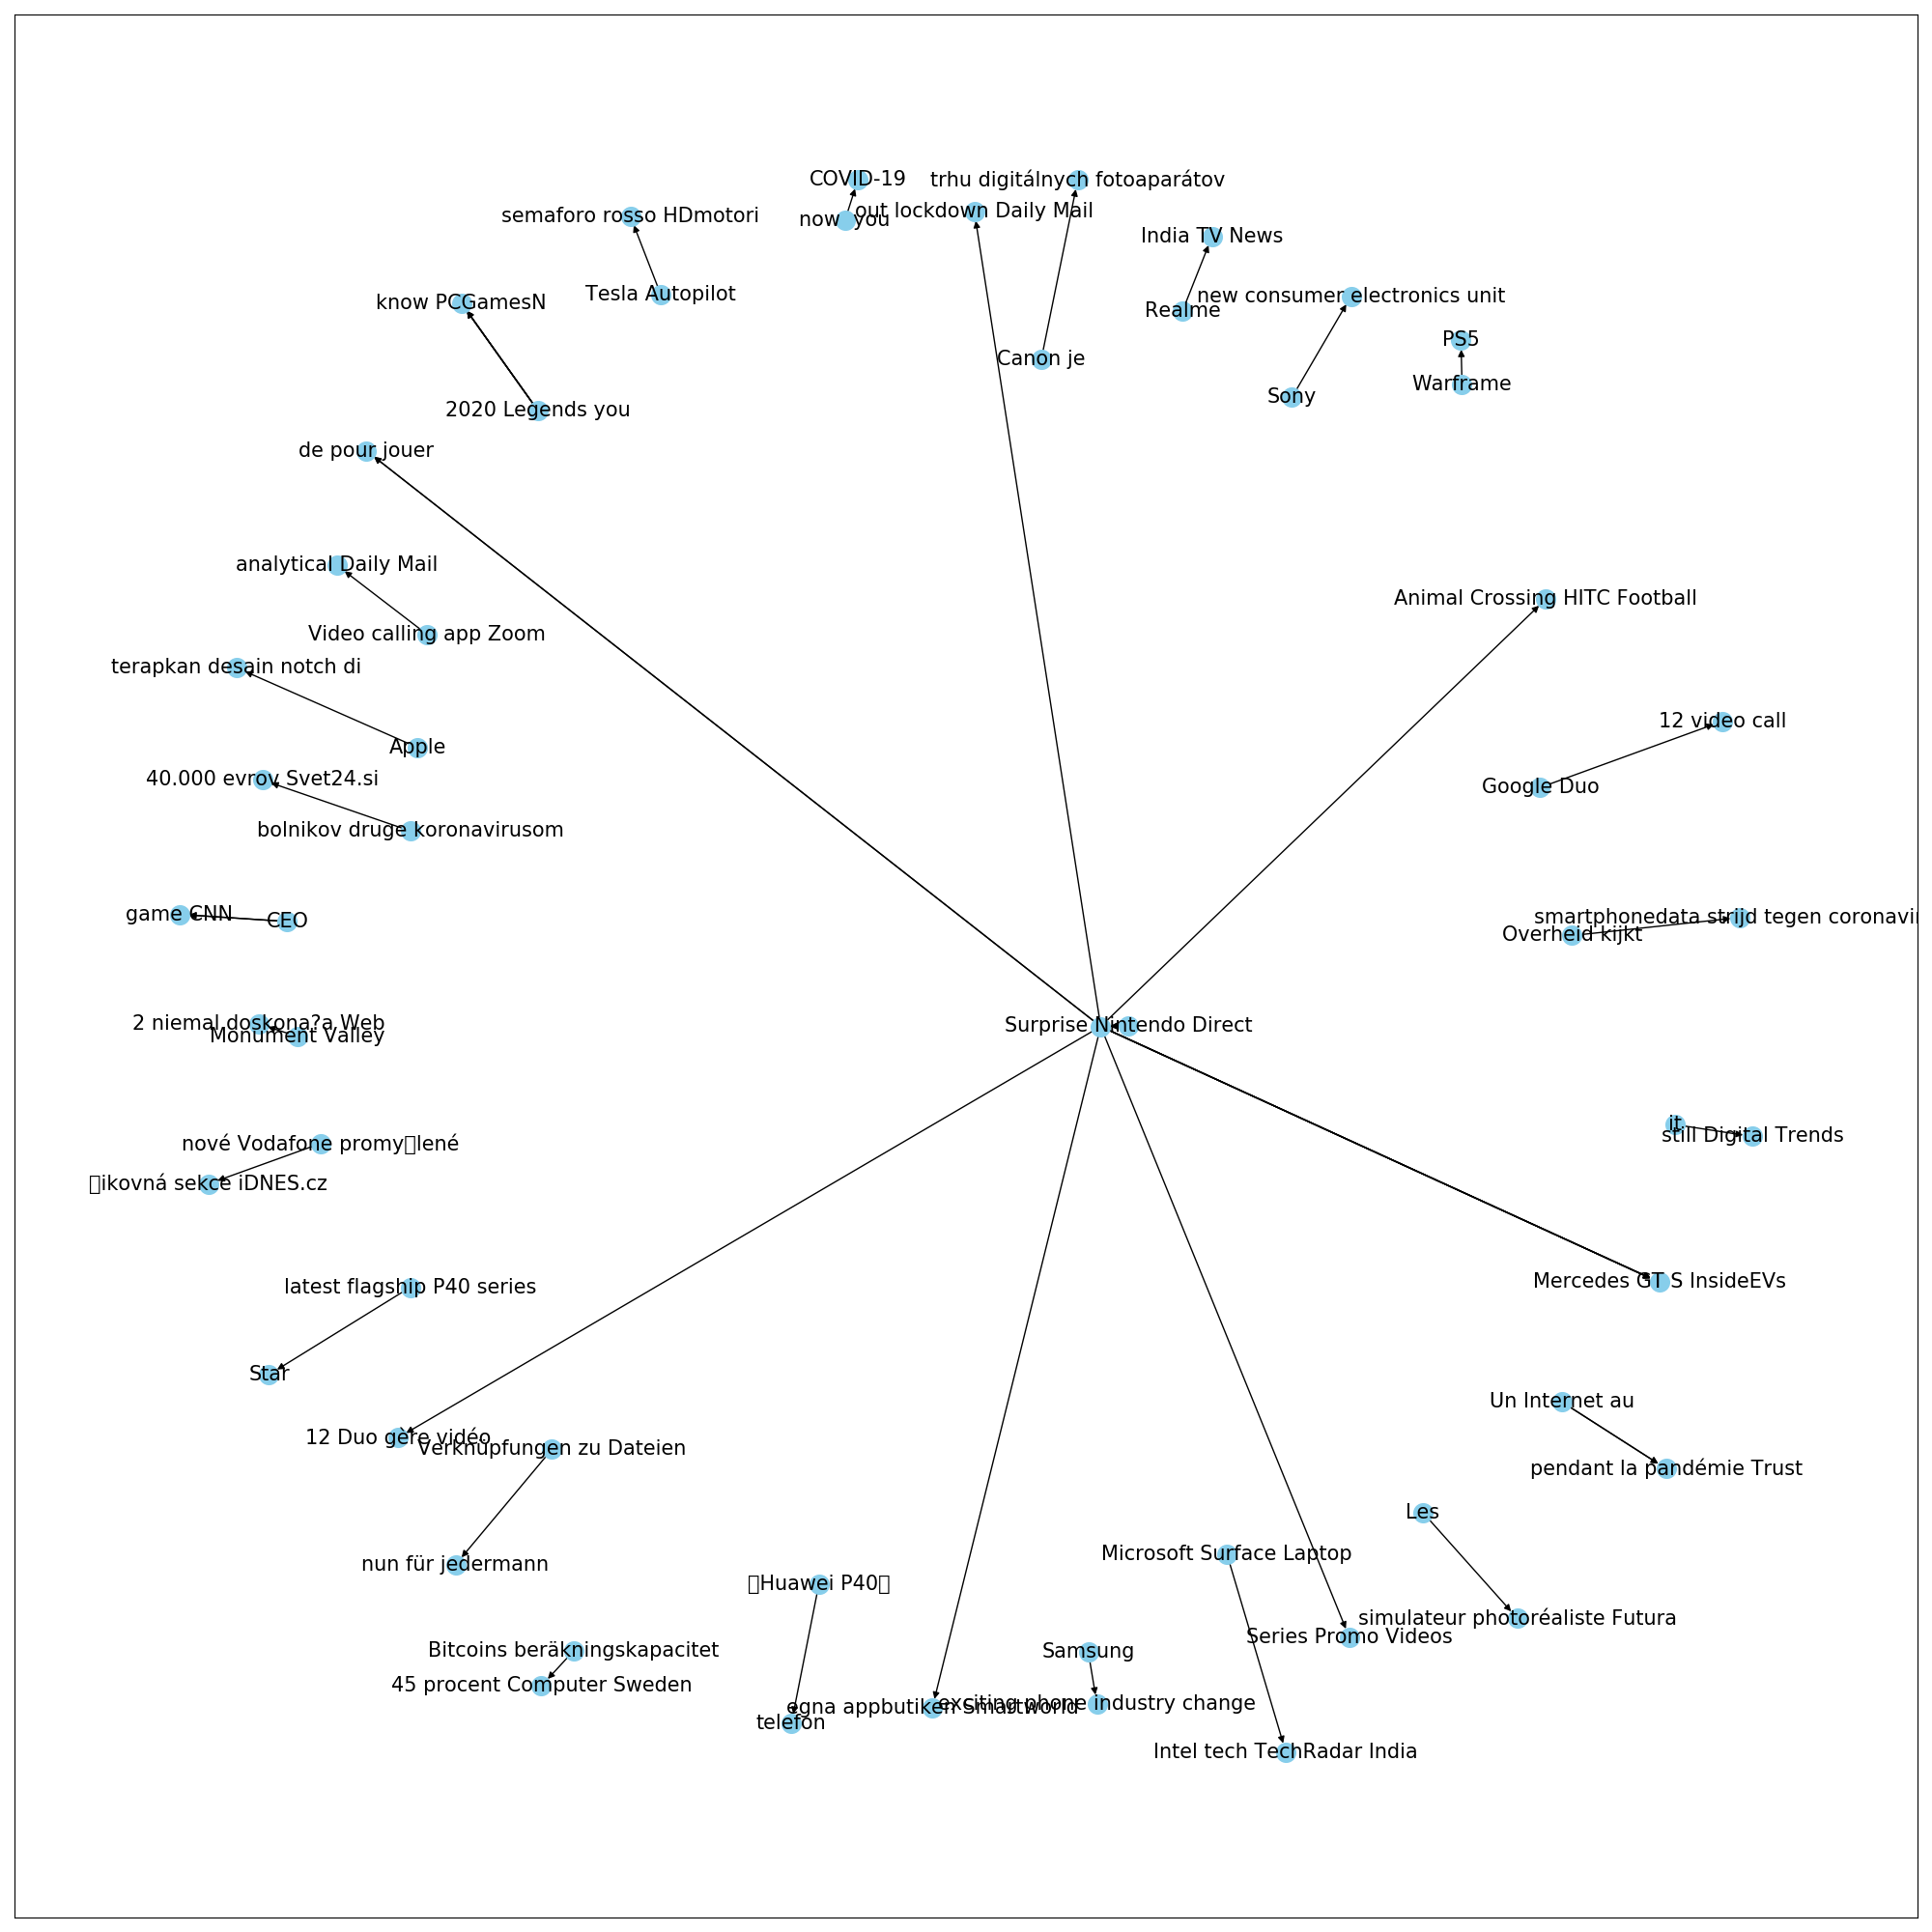 COVID-19
trhu digitálnych fotoaparátov
out lockdown Daily Mail
semaforo rosso HDmotori
now you
India TV News
Tesla Autopilot
new consumer electronics unit
know PCGamesN
Realme
PS5
Canon je
Warframe
Sony
2020 Legends you
de pour jouer
analytical Daily Mail
Animal Crossing HITC Football
Video calling app Zoom
terapkan desain notch di
12 video call
Apple
40.000 evrov Svet24.si
Google Duo
bolnikov druge koronavirusom
game CNN
CEO
smartphonedata strijd tegen
Overheid kijkt
2 niemal doskona?a Web
Surprise Nintendo Direct
Monument Valley
it
still Digital Trends
nové Vodafone promy▯lené
▯ikovná sekce iDNES.cz
latest flagship P40 series
Mercedes GT S InsideEVs
Star
Un Internet au
12 Duo gère vidéo
Verknüpfungen zu Dateien
pendant la pandémie Trust
Les
Microsoft Surface Laptop
nun für jedermann
▯Huawei P40▯
simulateur photoréaliste Futura
Series Promo Videos
Bitcoins beräkningskapacitet
Samsung
45 procent Computer Sweden
exciting phone industry change
egna appbutiken Smartworld
telefon
Intel tech TechRadar India